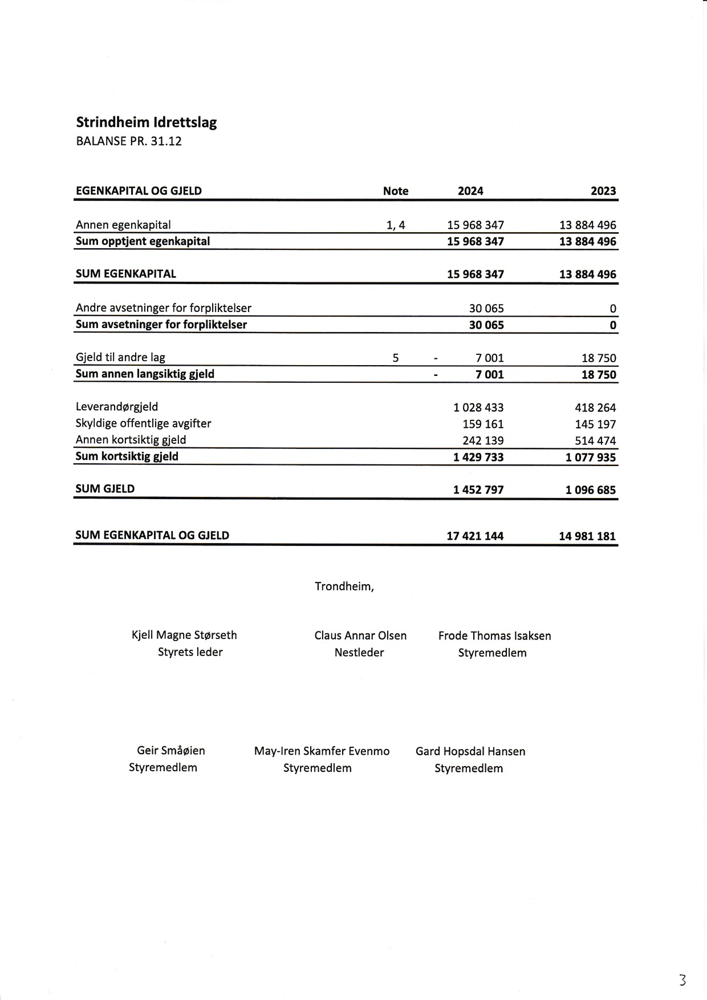 Strindheim Idrettslag
BALANSE PR. 31.12
EGENKAPITAL OG GJELD Note 2024 2023
Annen egenkapital 1, 4 15 968 347 13 884 496
Sum opptjent egenkapital 15 968 347 13 884 496
SUM EGENKAPITAL 15 968 347 13 884 496
Andre avsetninger for forpliktelser 30 065 0
Sum avsetninger for forpliktelser 30 065 0
Gjeld til andre lag 5 - 7 001 18 750
Sum annen langsiktig gjeld - 7 001 18 750
Leverandørgjeld 1 028 433 418 264
Skyldige offentlige avgifter 159 161 145 197
Annen kortsiktig gjeld 242 139 514 474
Sum kortsiktig gjeld 1 429 733 1 077 935
SUM GJELD 1 452 797 1 096 685
SUM EGENKAPITAL OG GJELD 17 421 144 14 981 181
Trondheim,
Kjell Magne Størseth Claus Annar Olsen Frode Thomas Isaksen
Styrets leder Nestleder Styremedlem
Geir Småøien May-Iren Skamfer Evenmo Gard Hopsdal Hansen
Styremedlem Styremedlem Styremedlem
3